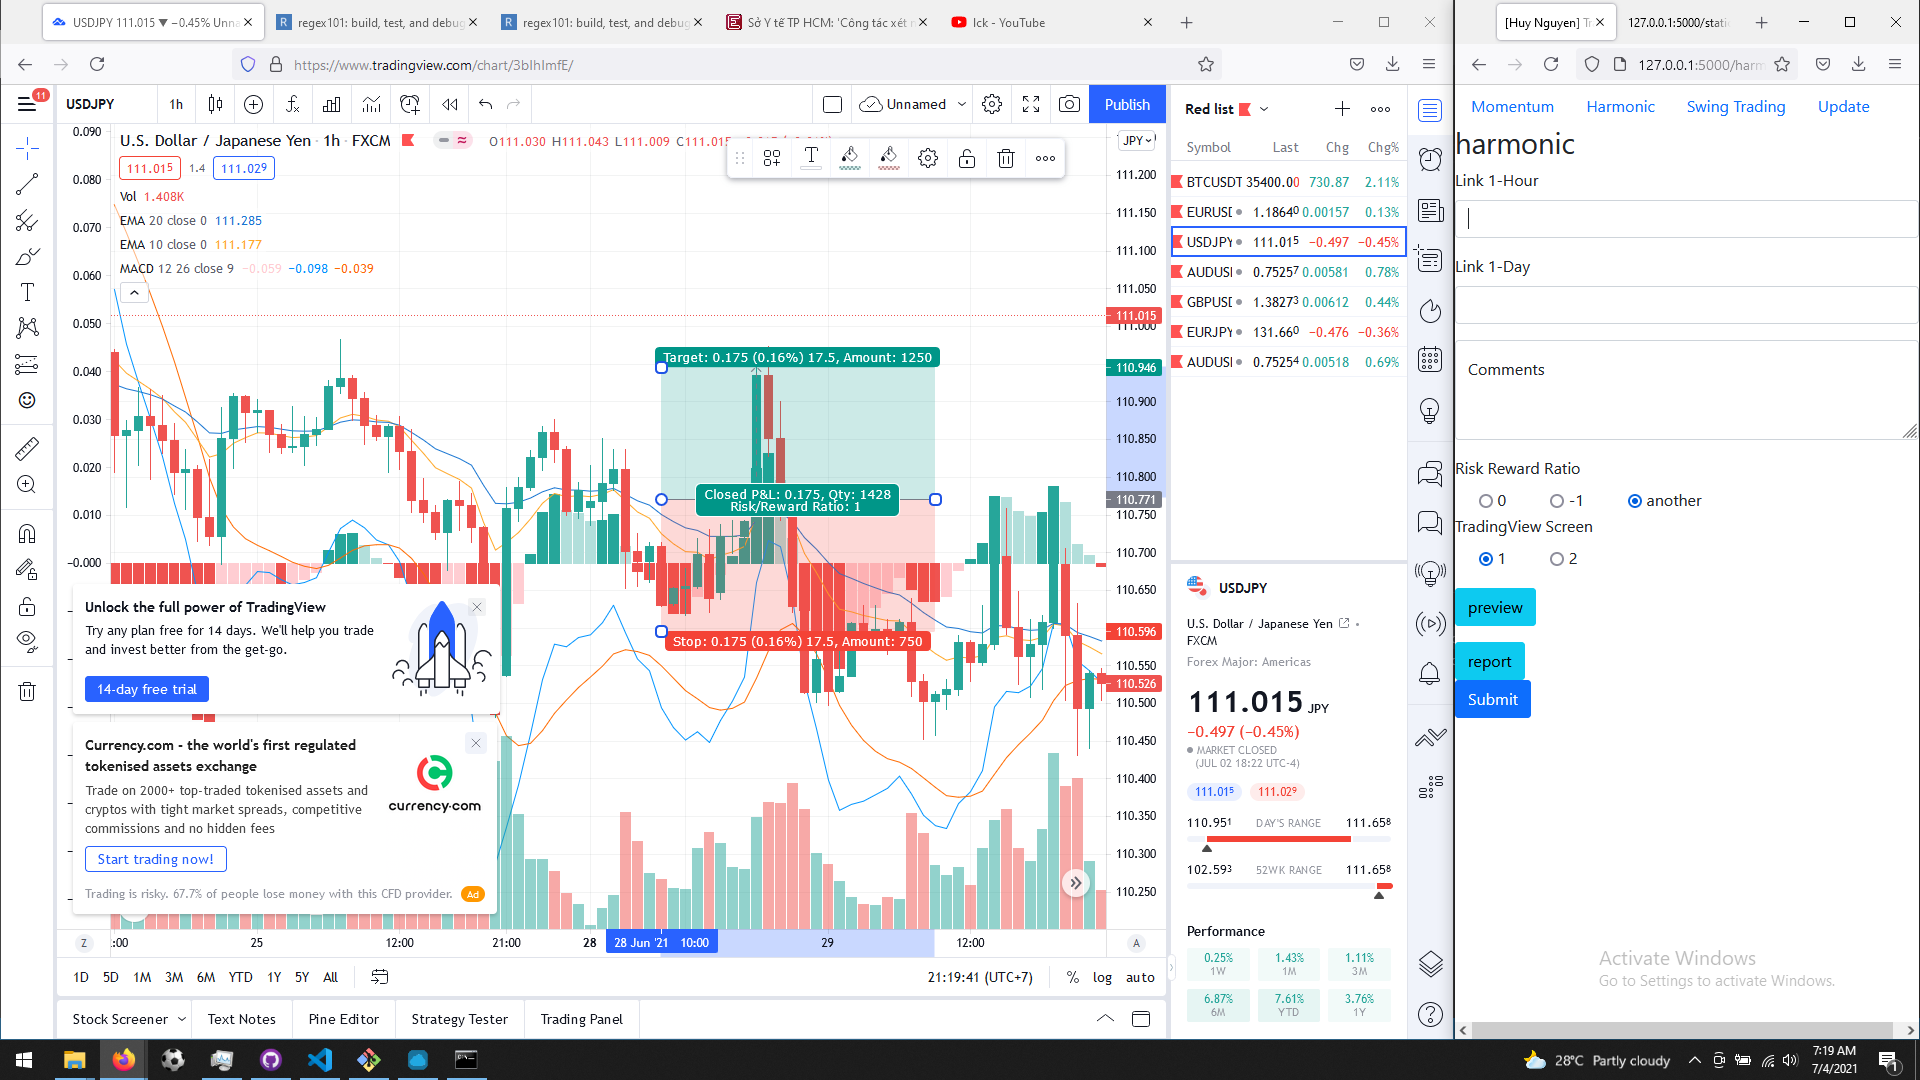 USDJPY 111.015 ▼ −0.45% Unna
regex101: build, test, and debug
regex101: build, test, and debug
Sở Y tế TP HCM: 'Công tác xét n
lck - YouTube
[Huy Nguyen] Tr
127.0.0.1:5000/stati
https://www.tradingview.com/chart/3bIhImfE/
127.0.0.1:5000/harm
11
USDJPY
1h
Unnamed
Publish
Red list
Momentum
Harmonic
Swing Trading
Update
U.S. Dollar / Japanese Yen · 1h · FXCM
O111.030 H111.043 L111.009 C111.015
JPY
111.015
1.4
111.029
Vol 1.408K
EMA 20 close 0 111.285
EMA 10 close 0 111.177
MACD 12 26 close 9 −0.059 −0.098 −0.039
0.090
0.080
0.070
0.060
0.050
0.040
0.030
0.020
0.010
−0.000
111.200
111.150
111.100
111.050
111.015
111.000
110.946
110.900
110.850
110.800
110.771
110.750
110.700
110.650
110.596
110.550
110.526
110.500
110.450
110.400
110.350
110.300
110.250
Target: 0.175 (0.16%) 17.5, Amount: 1250
Closed P&L: 0.175, Qty: 1428
Risk/Reward Ratio: 1
Stop: 0.175 (0.16%) 17.5, Amount: 750
Unlock the full power of TradingView
Try any plan free for 14 days. We'll help you trade
and invest better from the get-go.
14-day free trial
Currency.com - the world's first regulated
tokenised assets exchange
Trade on 2000+ top-traded tokenised assets and
cryptos with tight market spreads, competitive
commissions and no hidden fees
currency.com
Start trading now!
Trading is risky. 67.7% of people lose money with this CFD provider.
Ad
Z
:00
25
12:00
21:00
28
28 Jun '21 10:00
29
12:00
A
1D 5D 1M 3M 6M YTD 1Y 5Y All
21:19:41 (UTC+7)
% log auto
Stock Screener
Text Notes
Pine Editor
Strategy Tester
Trading Panel
Symbol Last Chg Chg%
BTCUSDT 35400.00 730.87 2.11%
EURUSD 1.18640 0.00157 0.13%
USDJPY 111.015 −0.497 −0.45%
AUDUSD 0.75257 0.00581 0.78%
GBPUSD 1.38273 0.00612 0.44%
EURJPY 131.660 −0.476 −0.36%
AUDUSD 0.75254 0.00518 0.69%
USDJPY
U.S. Dollar / Japanese Yen
FXCM
Forex Major: Americas
111.015 JPY
−0.497 (−0.45%)
MARKET CLOSED
(JUL 02 18:22 UTC-4)
111.015
111.029
110.951 DAY'S RANGE 111.658
102.593 52WK RANGE 111.658
Performance
0.25%
1W
1.43%
1M
1.11%
3M
6.87%
6M
7.61%
YTD
3.76%
1Y
harmonic
Link 1-Hour
Link 1-Day
Comments
Risk Reward Ratio
0
-1
another
TradingView Screen
1
2
preview
report
Submit
Activate Windows
Go to Settings to activate Windows.
28°C Partly cloudy
7:19 AM
7/4/2021
1